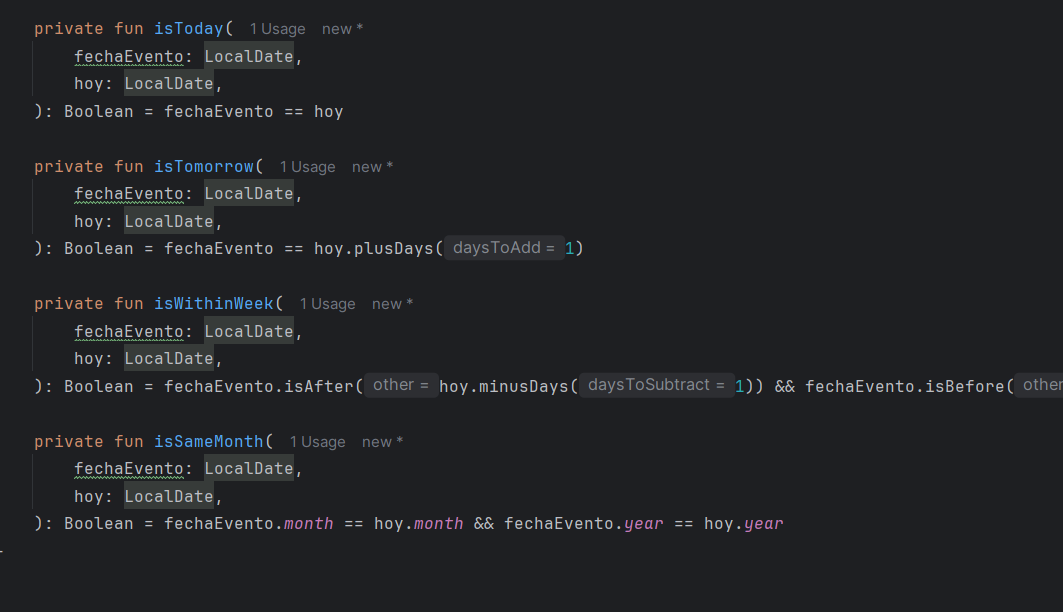 private fun isToday( 1 Usage new *
fechaEvento: LocalDate,
hoy: LocalDate,
): Boolean = fechaEvento == hoy
private fun isTomorrow( 1 Usage new *
fechaEvento: LocalDate,
hoy: LocalDate,
): Boolean = fechaEvento == hoy.plusDays( daysToAdd = 1)
private fun isWithinWeek( 1 Usage new *
fechaEvento: LocalDate,
hoy: LocalDate,
): Boolean = fechaEvento.isAfter( other = hoy.minusDays( daysToSubtract = 1)) && fechaEvento.isBefore( other
private fun isSameMonth( 1 Usage new *
fechaEvento: LocalDate,
hoy: LocalDate,
): Boolean = fechaEvento.month == hoy.month && fechaEvento.year == hoy.year